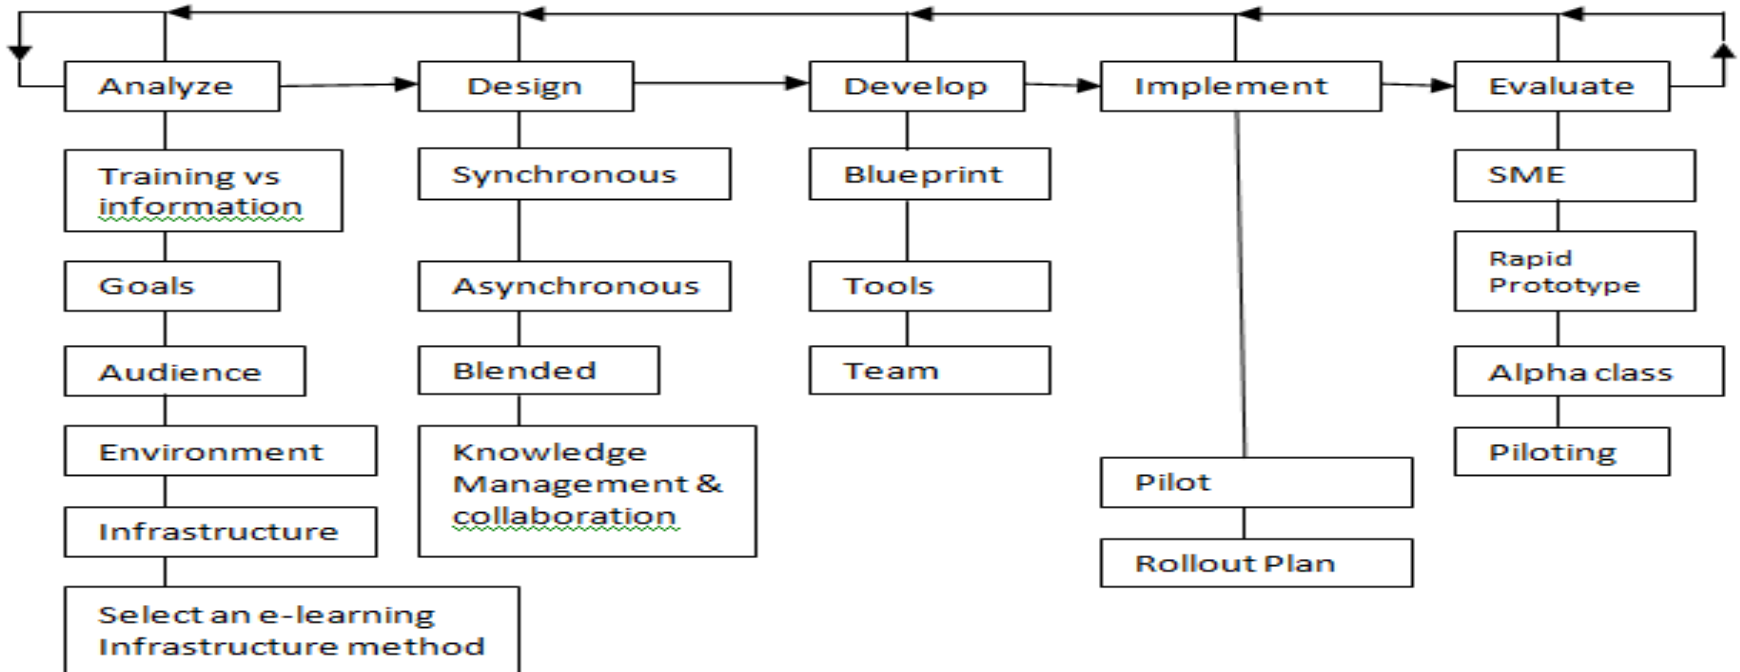 Analyze
Design
Develop
Implement
Evaluate
Training vs
information
Goals
Audience
Environment
Infrastructure
Select an e-learning
Infrastructure method
Synchronous
Asynchronous
Blended
Knowledge
Management &
collaboration
Blueprint
Tools
Team
Pilot
Rollout Plan
SME
Rapid
Prototype
Alpha class
Piloting